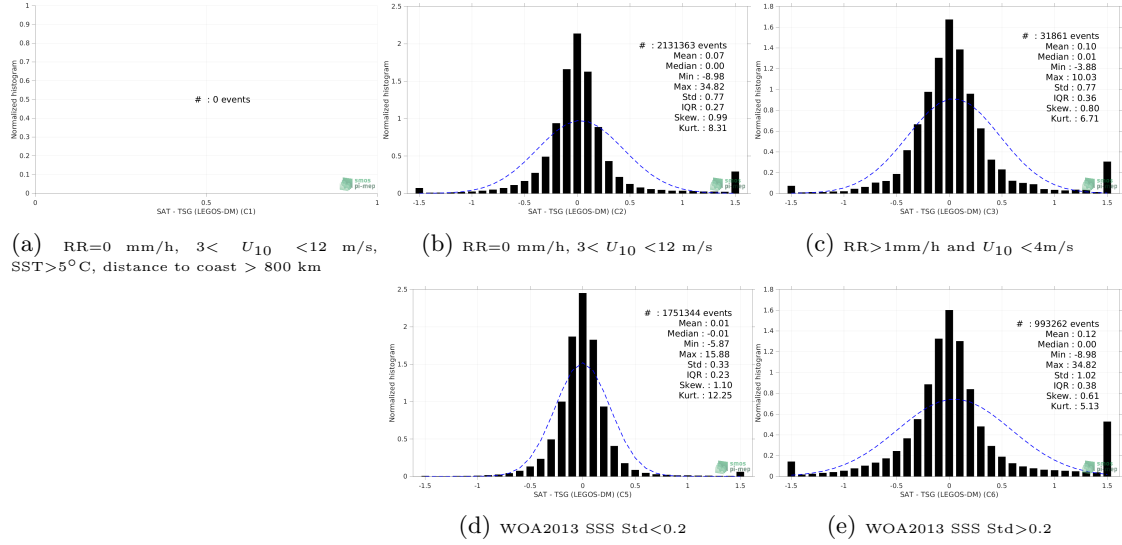 1
0.9
0.8
0.7
0.6
0.5
0.4
0.3
0.2
0.1
0
Normalized histogram
# : 0 events
smos
pi-mep
0 0.5 1
SAT - TSG (LEGOS-DM) (C1)
(a) RR=0 mm/h, 3< U10 <12 m/s,
SST>5°C, distance to coast > 800 km
2.5
2
1.5
1
0.5
0
Normalized histogram
# : 2131363 events
Mean : 0.07
Median : 0.00
Min : -8.98
Max : 34.82
Std : 0.77
IQR : 0.27
Skew. : 0.99
Kurt. : 8.31
smos
pi-mep
-1.5 -1 -0.5 0 0.5 1 1.5
SAT - TSG (LEGOS-DM) (C2)
(b) RR=0 mm/h, 3< U10 <12 m/s
1.8
1.6
1.4
1.2
1
0.8
0.6
0.4
0.2
0
Normalized histogram
# : 31861 events
Mean : 0.10
Median : 0.01
Min : -3.88
Max : 10.03
Std : 0.77
IQR : 0.36
Skew. : 0.80
Kurt. : 6.71
smos
pi-mep
-1.5 -1 -0.5 0 0.5 1 1.5
SAT - TSG (LEGOS-DM) (C3)
(c) RR>1mm/h and U10 <4m/s
2.5
2
1.5
1
0.5
0
Normalized histogram
# : 1751344 events
Mean : 0.01
Median : -0.01
Min : -5.87
Max : 15.88
Std : 0.33
IQR : 0.23
Skew. : 1.10
Kurt. : 12.25
smos
pi-mep
-1.5 -1 -0.5 0 0.5 1 1.5
SAT - TSG (LEGOS-DM) (C5)
(d) WOA2013 SSS Std<0.2
1.8
1.6
1.4
1.2
1
0.8
0.6
0.4
0.2
0
Normalized histogram
# : 993262 events
Mean : 0.12
Median : 0.00
Min : -8.98
Max : 34.82
Std : 1.02
IQR : 0.38
Skew. : 0.61
Kurt. : 5.13
smos
pi-mep
-1.5 -1 -0.5 0 0.5 1 1.5
SAT - TSG (LEGOS-DM) (C6)
(e) WOA2013 SSS Std>0.2